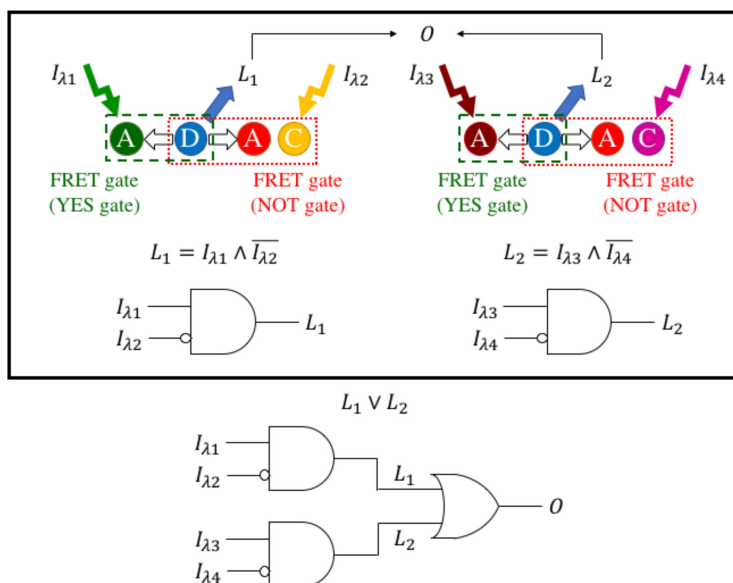 O
I_{λ1} L_1 I_{λ2} I_{λ3} L_2 I_{λ4}
A D A C A D A C
FRET gate FRET gate FRET gate FRET gate
(YES gate) (NOT gate) (YES gate) (NOT gate)
L_1 = I_{λ1} ∧ \overline{I_{λ2}} L_2 = I_{λ3} ∧ \overline{I_{λ4}}
I_{λ1} I_{λ3}
L_1 L_2
I_{λ2} I_{λ4}
L_1 ∨ L_2
I_{λ1}
I_{λ2} L_1
O
I_{λ3} L_2
I_{λ4}